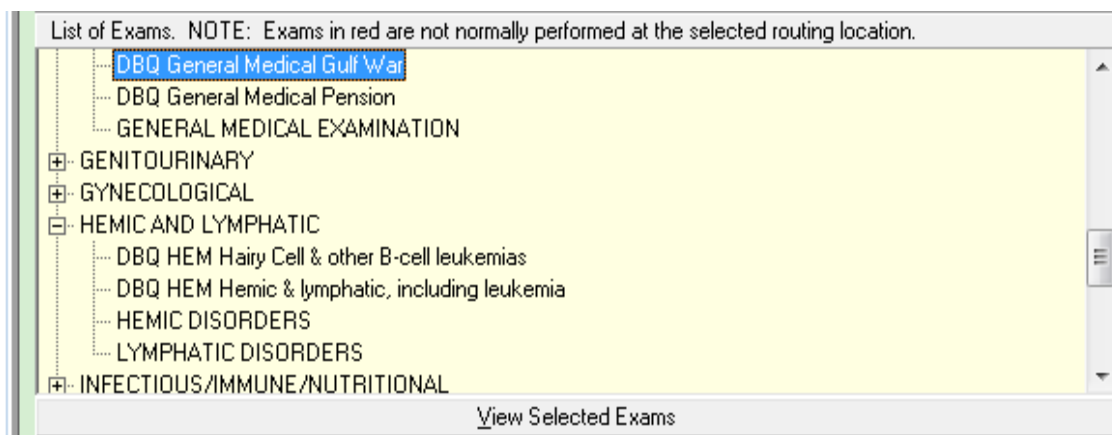 List of Exams.  NOTE:  Exams in red are not normally performed at the selected routing location.
DBQ General Medical Gulf War
DBQ General Medical Pension
GENERAL MEDICAL EXAMINATION
GENITOURINARY
GYNECOLOGICAL
HEMIC AND LYMPHATIC
DBQ HEM Hairy Cell & other B-cell leukemias
DBQ HEM Hemic & lymphatic, including leukemia
HEMIC DISORDERS
LYMPHATIC DISORDERS
INFECTIOUS/IMMUNE/NUTRITIONAL
View Selected Exams